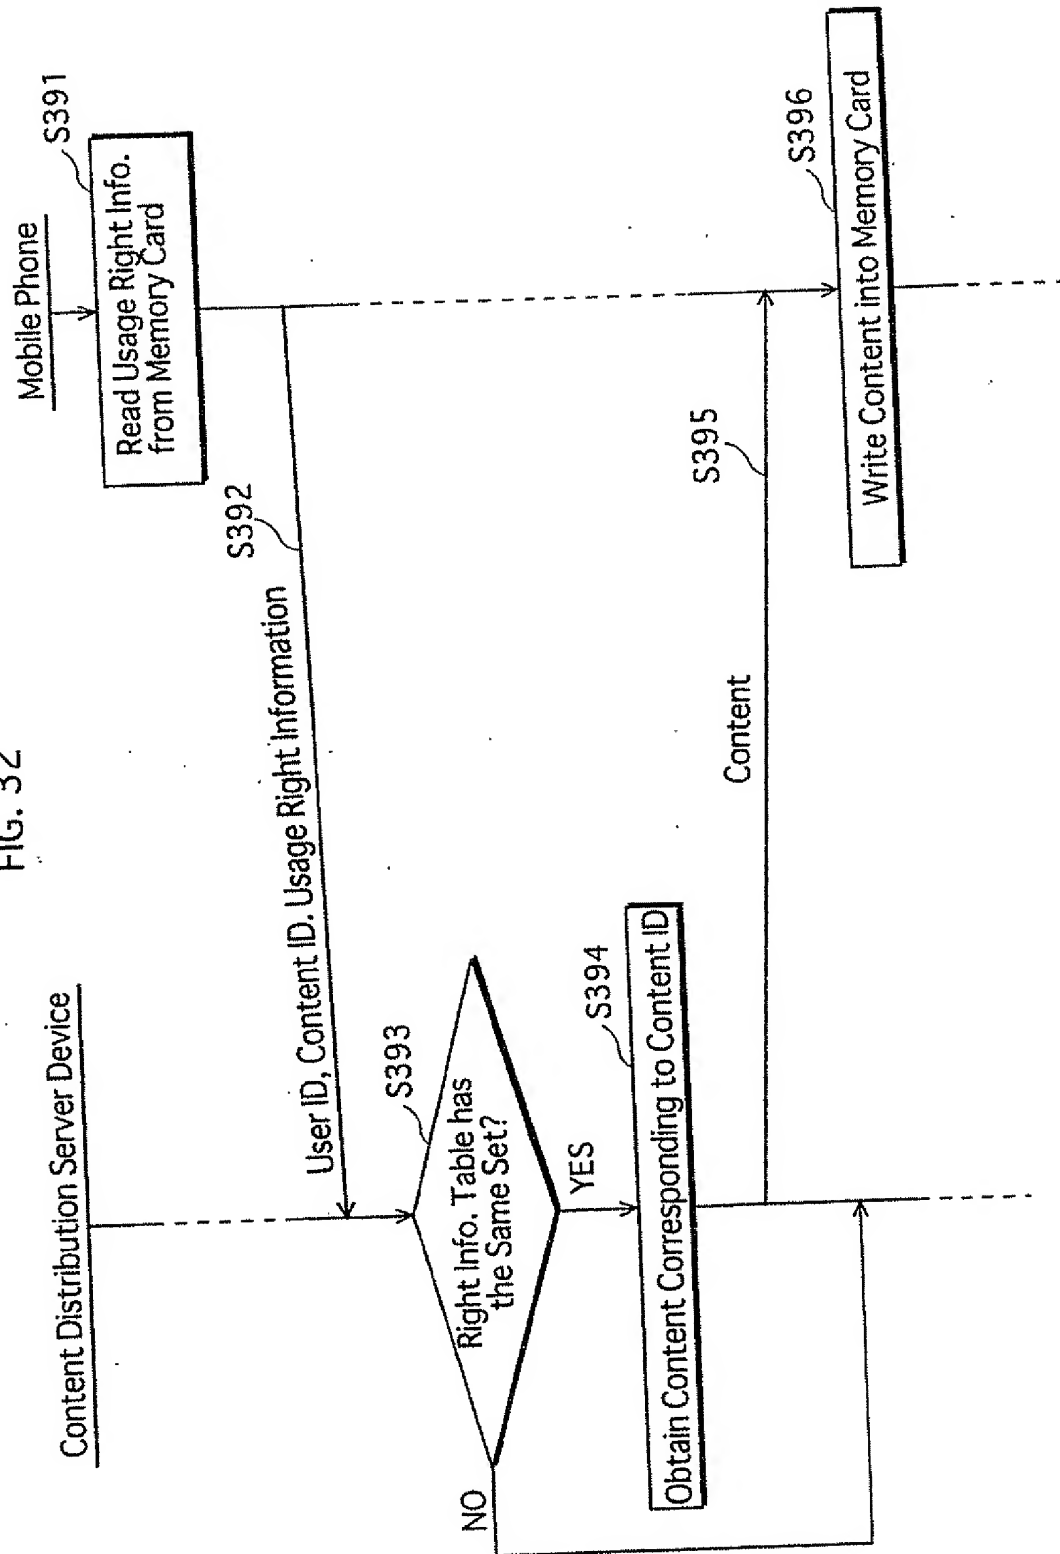 FIG. 32
Content Distribution Server Device
Mobile Phone
S391
Read Usage Right Info.
from Memory Card
S392
User ID, Content ID. Usage Right Information
S393
Right Info. Table has
the Same Set?
NO
YES
S394
Obtain Content Corresponding to Content ID
Content
S395
S396
Write Content into Memory Card